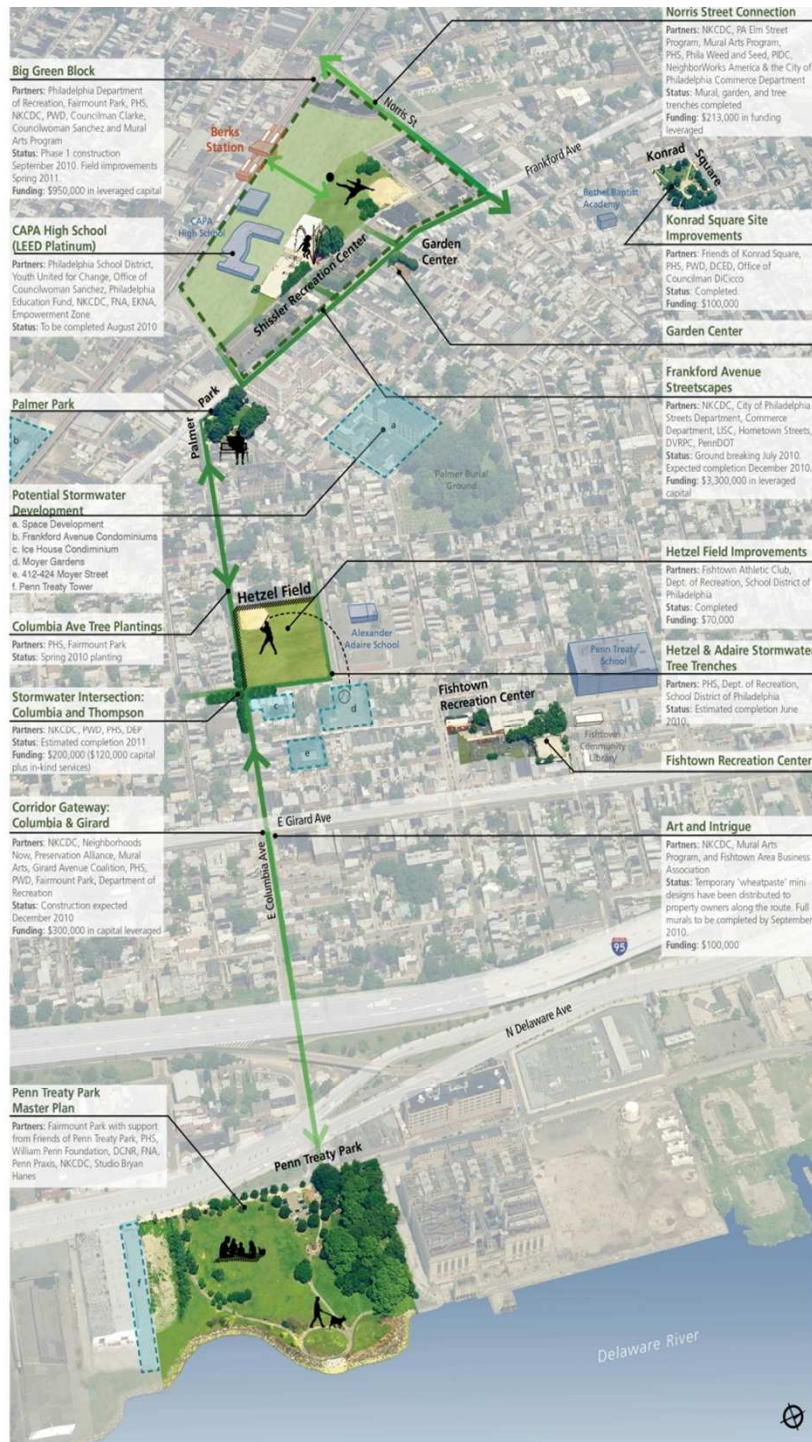 Big Green Block
Partners: Philadelphia Department
of Recreation, Fairmount Park, PHS,
NKCDC, PWD, Councilman Clarke,
Councilwoman Sanchez and Mural
Arts Program
Status: Phase 1 construction
September 2010. Field improvements
Spring 2011.
Funding: $950,000 in leveraged capital
CAPA High School
(LEED Platinum)
Partners: Philadelphia School District,
Youth United for Change, Office of
Councilwoman Sanchez, Philadelphia
Education Fund, NKCDC, FNA, EKNA,
Empowerment Zone
Status: To be completed August 2010
Palmer Park
Potential Stormwater
Development
a. Space Development
b. Frankford Avenue Condominiums
c. Ice House Condiminium
d. Moyer Gardens
e. 412-424 Moyer Street
f. Penn Treaty Tower
Columbia Ave Tree Plantings
Partners: PHS, Fairmount Park
Status: Spring 2010 planting
Stormwater Intersection:
Columbia and Thompson
Partners: NKCDC, PWD, PHS, DEP
Status: Estimated completion 2011
Funding: $200,000 ($120,000 capital
plus in-kind services)
Corridor Gateway:
Columbia & Girard
Partners: NKCDC, Neighborhoods
Now, Preservation Alliance, Mural
Arts, Girard Avenue Coalition, PHS,
PWD, Fairmount Park, Department of
Recreation
Status: Construction expected
December 2010
Funding: $300,000 in capital leveraged
Penn Treaty Park
Master Plan
Partners: Fairmount Park with support
from Friends of Penn Treaty Park, PHS,
William Penn Foundation, DCNR, FNA,
Penn Praxis, NKCDC, Studio Bryan
Hanes
Norris St
Berks
Station
Frankford Ave
Bethel Baptist
Academy
Konrad Square
CAPA
High School
Shissler Recreation Center
Garden
Center
Palmer Park
a
b
Palmer Burial
Ground
Hetzel Field
Alexander
Adaire School
Penn Treaty
School
c
d
e
Fishtown
Recreation Center
Fishtown
Community
Library
E Girard Ave
E Columbia Ave
95
N Delaware Ave
Penn Treaty Park
f
Delaware River
Norris Street Connection
Partners: NKCDC, PA Elm Street
Program, Mural Arts Program,
PHS, Phila Weed and Seed, PIDC,
NeighborWorks America & the City of
Philadelphia Commerce Department
Status: Mural, garden, and tree
trenches completed
Funding: $213,000 in funding
leveraged
Konrad Square Site
Improvements
Partners: Friends of Konrad Square,
PHS, PWD, DCED, Office of
Councilman DiCicco
Status: Completed.
Funding: $100,000
Garden Center
Frankford Avenue
Streetscapes
Partners: NKCDC, City of Philadelphia
Streets Department, Commerce
Department, LISC, Hometown Streets,
DVRPC, PennDOT
Status: Ground breaking July 2010.
Expected completion December 2010.
Funding: $3,300,000 in leveraged
capital
Hetzel Field Improvements
Partners: Fishtown Athletic Club,
Dept. of Recreation, School District of
Philadelphia
Status: Completed
Funding: $70,000
Hetzel & Adaire Stormwater
Tree Trenches
Partners: PHS, Dept. of Recreation,
School District of Philadelphia
Status: Estimated completion June
2010.
Fishtown Recreation Center
Art and Intrigue
Partners: NKCDC, Mural Arts
Program, and Fishtown Area Business
Association
Status: Temporary 'wheatpaste' mini
designs have been distributed to
property owners along the route. Full
murals to be completed by September
2010.
Funding: $100,000